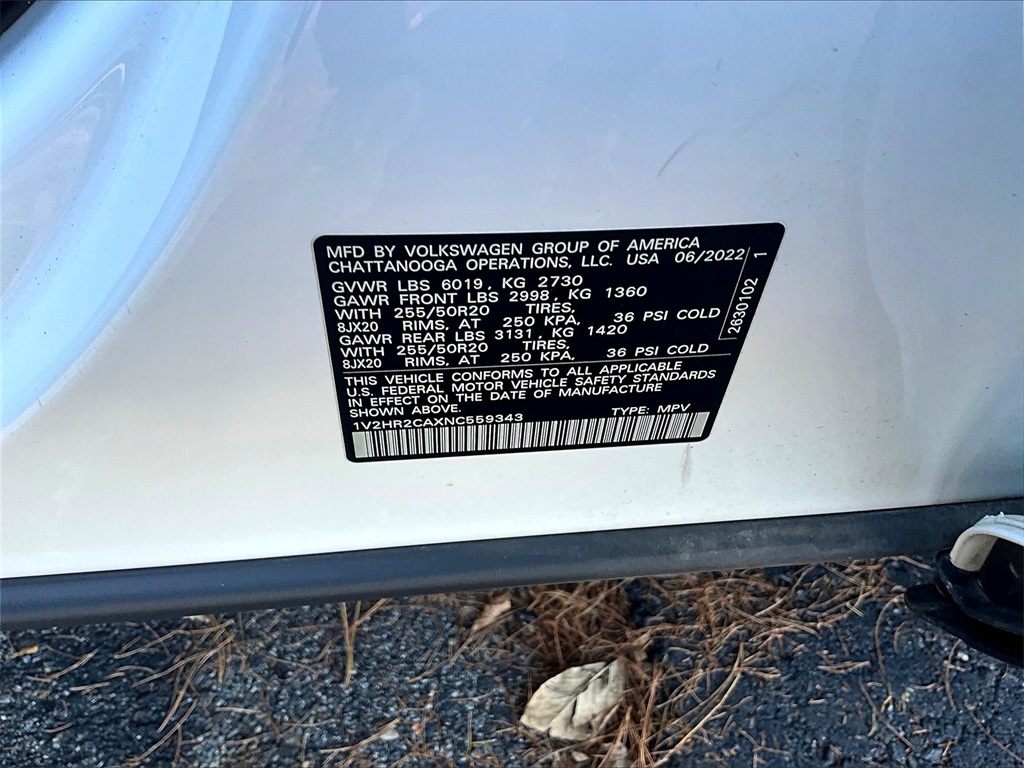 MFD BY VOLKSWAGEN GROUP OF AMERICA
CHATTANOOGA OPERATIONS, LLC. USA 06/2022
GVWR LBS 6019, KG 2730
GAWR FRONT LBS 2998, KG 1360
WITH 255/50R20 TIRES,
8JX20 RIMS, AT 250 KPA, 36 PSI COLD
GAWR REAR LBS 3131, KG 1420
WITH 255/50R20 TIRES,
8JX20 RIMS, AT 250 KPA, 36 PSI COLD
THIS VEHICLE CONFORMS TO ALL APPLICABLE
U.S. FEDERAL MOTOR VEHICLE SAFETY STANDARDS
IN EFFECT ON THE DATE OF MANUFACTURE
SHOWN ABOVE.
1V2HR2CAXNC559343 TYPE: MPV
2630102 1